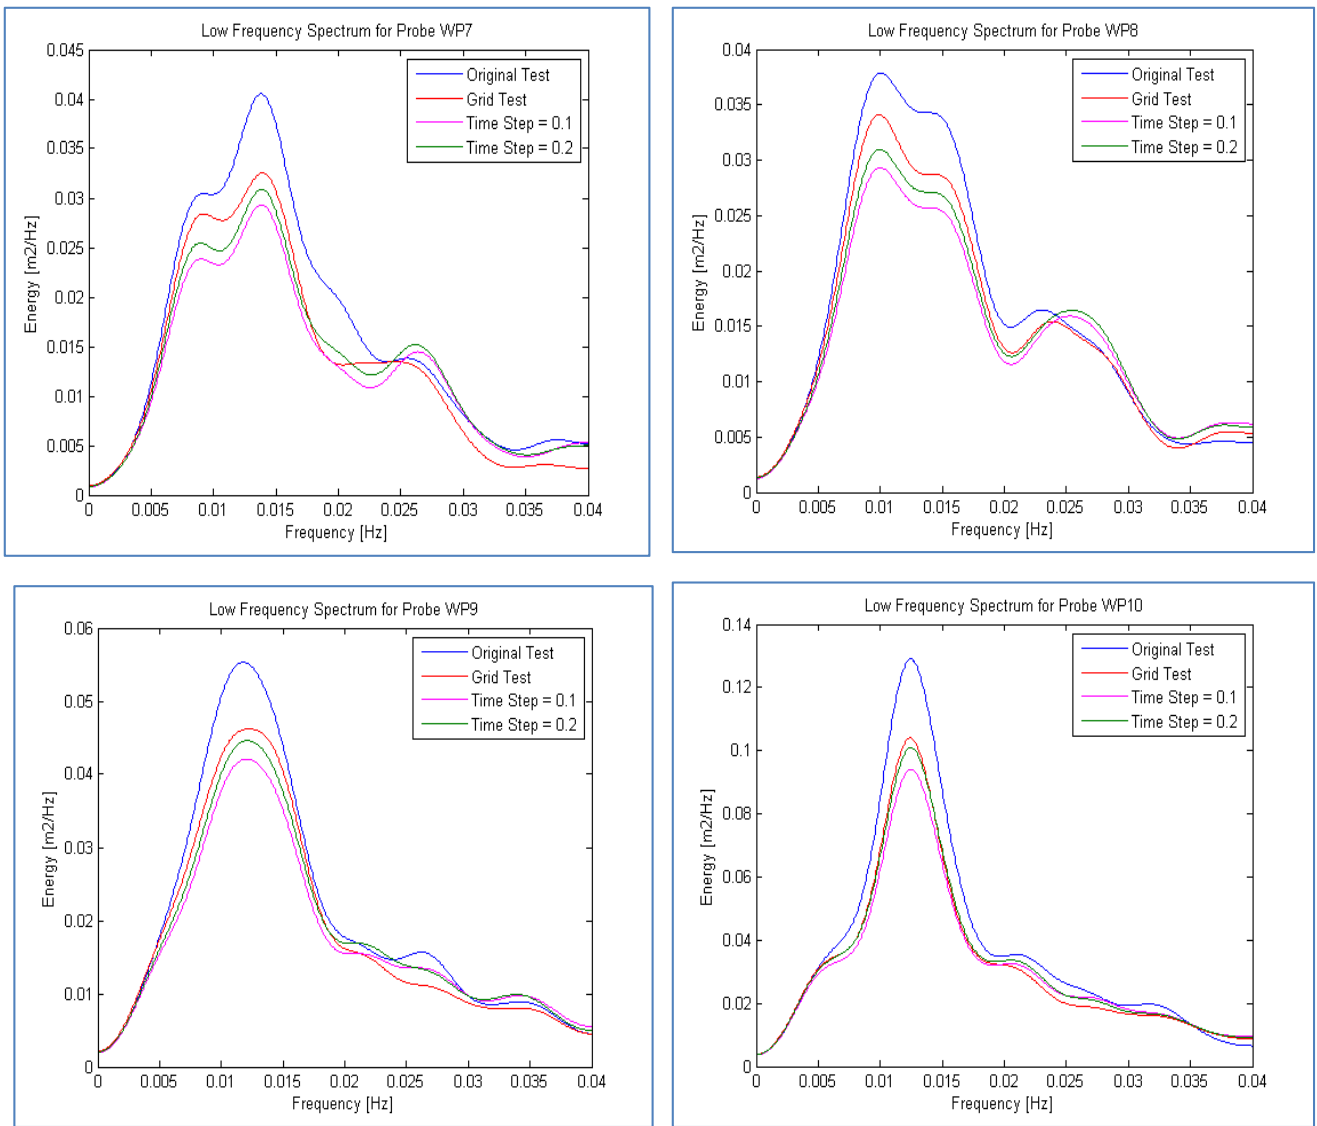 Low Frequency Spectrum for Probe WP7
0.045
0.04
0.035
0.03
0.025
0.02
0.015
0.01
0.005
0
Energy [m2/Hz]
Original Test
Grid Test
Time Step = 0.1
Time Step = 0.2
0 0.005 0.01 0.015 0.02 0.025 0.03 0.035 0.04
Frequency [Hz]
Low Frequency Spectrum for Probe WP8
0.04
0.035
0.03
0.025
0.02
0.015
0.01
0.005
0
Energy [m2/Hz]
Original Test
Grid Test
Time Step = 0.1
Time Step = 0.2
0 0.005 0.01 0.015 0.02 0.025 0.03 0.035 0.04
Frequency [Hz]
Low Frequency Spectrum for Probe WP9
0.06
0.05
0.04
0.03
0.02
0.01
0
Energy [m2/Hz]
Original Test
Grid Test
Time Step = 0.1
Time Step = 0.2
0 0.005 0.01 0.015 0.02 0.025 0.03 0.035 0.04
Frequency [Hz]
Low Frequency Spectrum for Probe WP10
0.14
0.12
0.1
0.08
0.06
0.04
0.02
0
Energy [m2/Hz]
Original Test
Grid Test
Time Step = 0.1
Time Step = 0.2
0 0.005 0.01 0.015 0.02 0.025 0.03 0.035 0.04
Frequency [Hz]